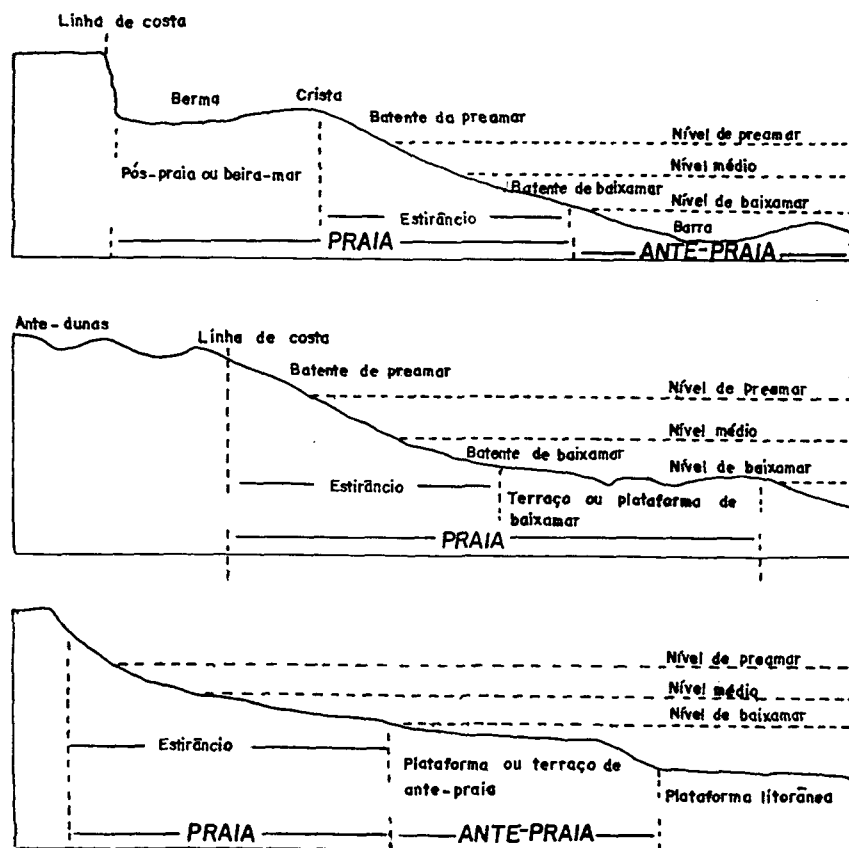 Linha de costa
Berma
Crista
Batente da preamar
Nível de preamar
Nível médio
Pós-praia ou beira-mar
Batente de baixamar
Nível de baixamar
Estirâncio
Barra
PRAIA
ANTE-PRAIA
Ante-dunas
Linha de costa
Batente de preamar
Nível de Preamar
Nível médio
Batente de baixamar
Nível de baixamar
Estirâncio
Terraço ou plataforma de
baixamar
PRAIA
Nível de preamar
Nível médio
Nível de baixamar
Estirâncio
Plataforma ou terraço de
ante-praia
Plataforma litorânea
PRAIA
ANTE-PRAIA